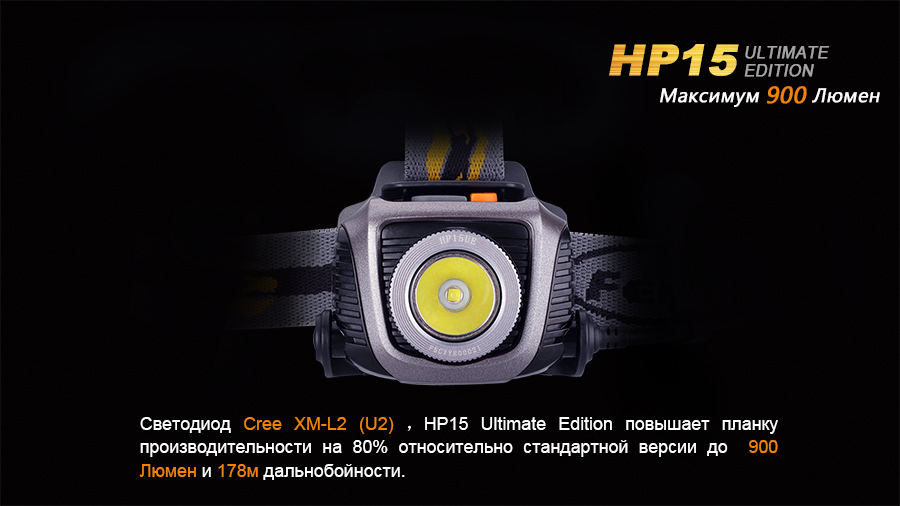 HP15 ULTIMATE
EDITION
Максимум 900 Люмен
HP15UE
Светодиод Cree XM-L2 (U2) , HP15 Ultimate Edition повышает планку
производительности на 80% относительно стандартной версии до 900
Люмен и 178м дальнобойности.